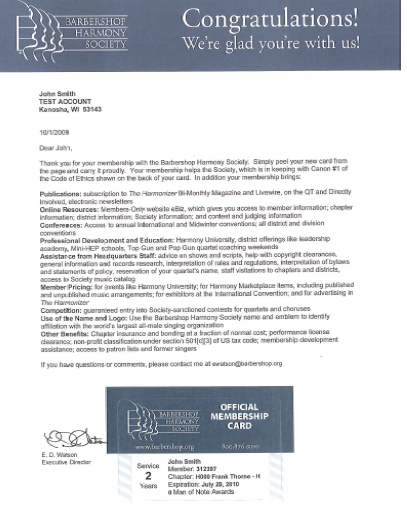 BARBERSHOP
HARMONY
SOCIETY
Congratulations!
We're glad you're with us!
John Smith
TEST ACCOUNT
Kenosha, WI 53143
10/1/2009
Dear John,
Thank you for your membership with the Barbershop Harmony Society. Simply peel your new card from
the page and carry it proudly. Your membership helps the Society, which is in keeping with Canon #1 of
the Code of Ethics shown on the back of your card. In addition your membership brings:
Publications: subscription to The Harmonizer Bi-Monthly Magazine and Livewire, on the QT and Directly
Involved, electronic newsletters
Online Resources: Members-Only website eBiz, which gives you access to member information; chapter
information; district information; Society information; and contest and judging information
Conferences: Access to annual International and Midwinter conventions; all district and division
conventions
Professional Development and Education: Harmony University, district offerings like leadership
academy, Mini-HEP schools, Top Gun and Pop Gun quartet coaching weekends
Assistance from Headquarters Staff: advice on shows and scripts, help with copyright clearances,
general information and records research, interpretation of rules and regulations, interpretation of bylaws
and statements of policy, reservation of your quartet's name, staff visitations to chapters and districts,
access to Society music catalog
Member Pricing: for events like Harmony University; for Harmony Marketplace items, including published
and unpublished music arrangements; for exhibitors at the International Convention; and for advertising in
The Harmonizer
Competition: guaranteed entry into Society-sanctioned contests for quartets and choruses
Use of the Name and Logo: Use the Barbershop Harmony Society name and emblem to identify
affiliation with the world's largest all-male singing organization
Other Benefits: Chapter insurance and bonding at a fraction of normal cost; performance license
clearance; non-profit classification under section 501(c)[3] of US tax code; membership development
assistance; access to patron lists and former singers
If you have questions or comments, please contact me at ewatson@barbershop.org
E. D. Watson
Executive Director
BARBERSHOP
HARMONY
SOCIETY
OFFICIAL
MEMBERSHIP
CARD
www.barbershop.org
Service
2
Years
John Smith
Member: 312357
Chapter: H000 Frank Thorne - H
Expiration: July 28, 2010
0 Man of Note Awards